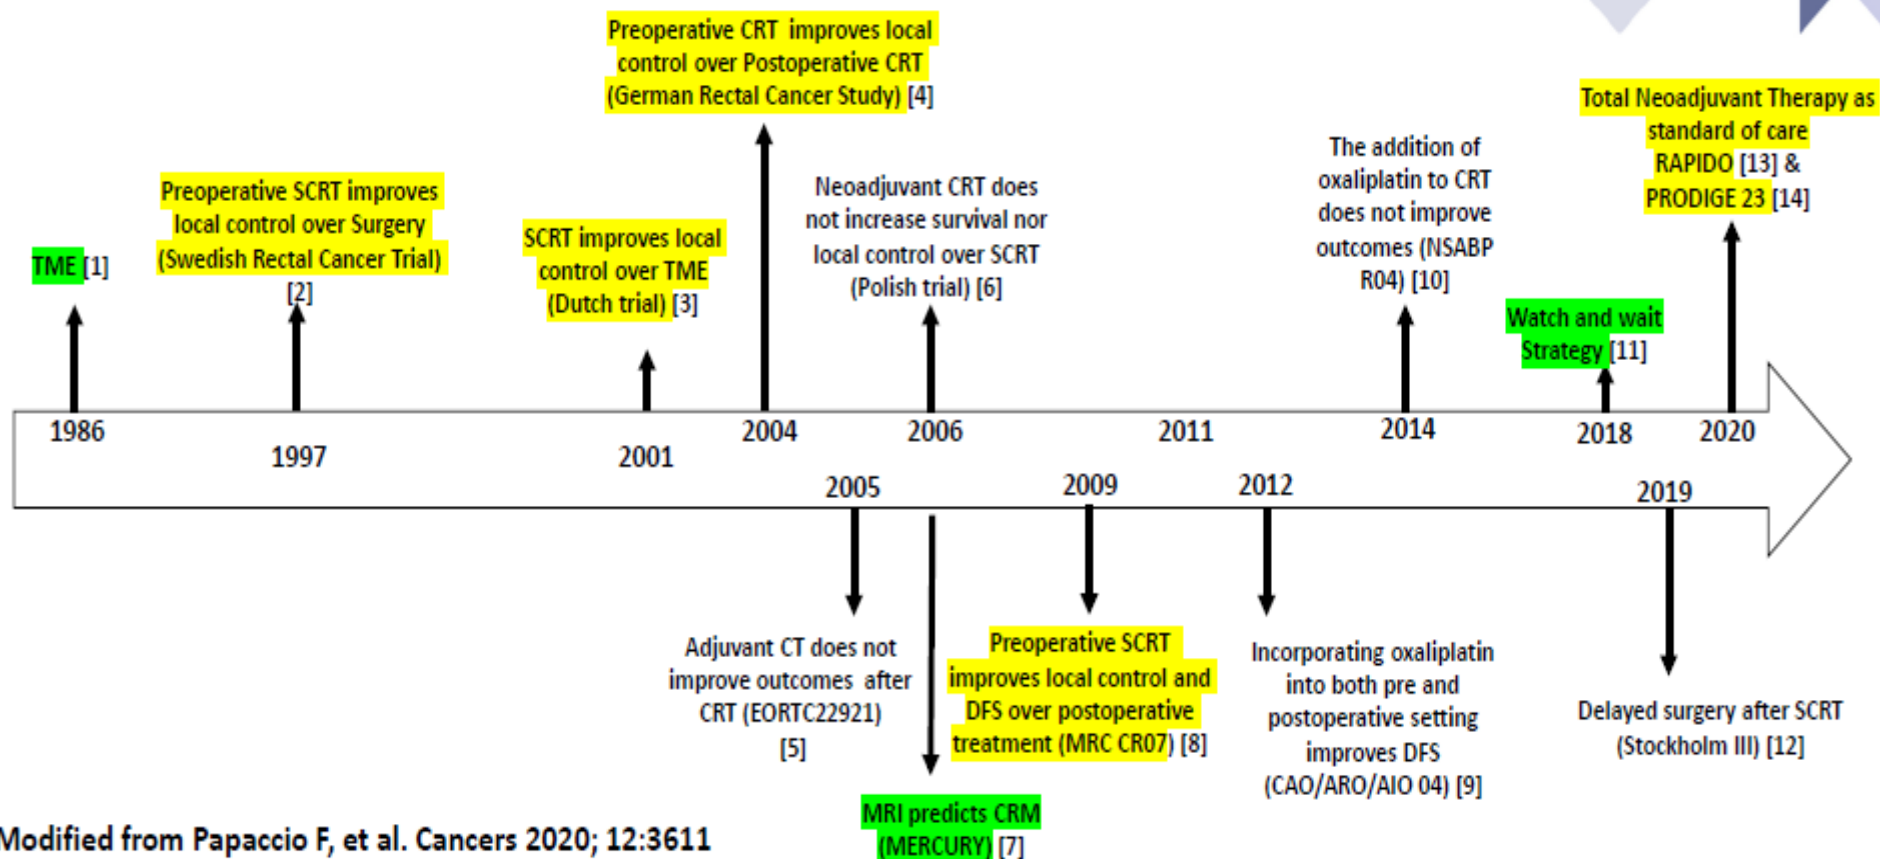 Preoperative CRT improves local
control over Postoperative CRT
(German Rectal Cancer Study) [4]
Total Neoadjuvant Therapy as
standard of care
RAPIDO [13] &
PRODIGE 23 [14]
The addition of
oxaliplatin to CRT
does not improve
outcomes (NSABP
R04) [10]
Preoperative SCRT improves
local control over Surgery
(Swedish Rectal Cancer Trial)
[2]
Neoadjuvant CRT does
not increase survival nor
local control over SCRT
(Polish trial) [6]
SCRT improves local
control over TME
(Dutch trial) [3]
TME [1]
Watch and wait
Strategy [11]
1986
1997
2001
2004
2006
2011
2014
2018
2020
2005
2009
2012
2019
Adjuvant CT does not
improve outcomes after
CRT (EORTC22921)
[5]
Preoperative SCRT
improves local control and
DFS over postoperative
treatment (MRC CR07) [8]
Incorporating oxaliplatin
into both pre and
postoperative setting
improves DFS
(CAO/ARO/AIO 04) [9]
Delayed surgery after SCRT
(Stockholm III) [12]
MRI predicts CRM
(MERCURY) [7]
Modified from Papaccio F, et al. Cancers 2020; 12:3611